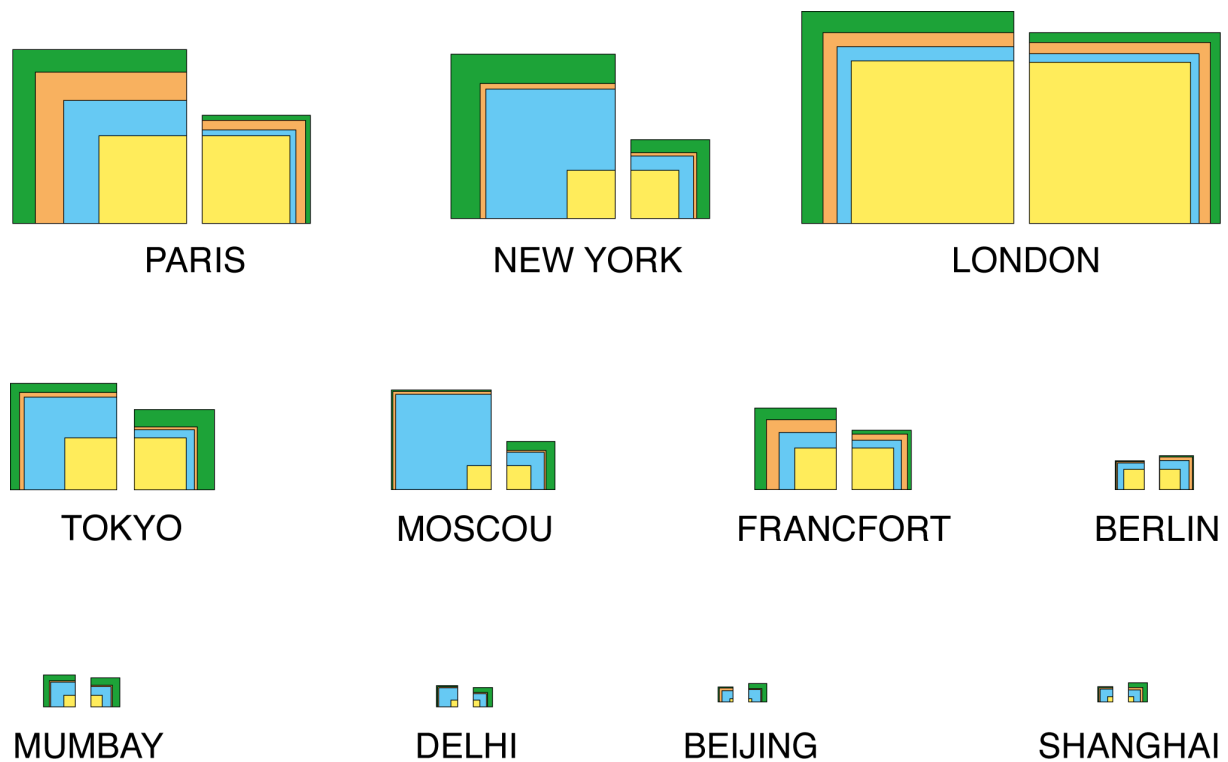 PARIS
NEW YORK
LONDON
TOKYO
MOSCOU
FRANCFORT
BERLIN
MUMBAY
DELHI
BEIJING
SHANGHAI